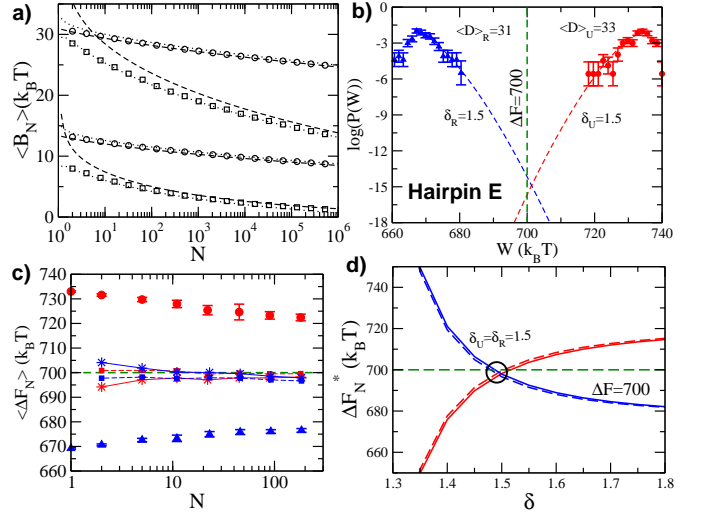 a)
30
20
10
0
<B_N>(k_BT)
10^0 10^1 10^2 10^3 10^4 10^5 10^6
N
b)
0
-3
-6
-9
-12
-15
-18
log(P(W))
<D>_R=31
<D>_U=33
ΔF=700
δ_R=1.5
δ_U=1.5
Hairpin E
660 680 700 720 740
W (k_BT)
c)
740
730
720
710
700
690
680
670
660
<ΔF_N> (k_BT)
1 10 100
N
d)
740
720
700
680
660
ΔF_N^* (k_BT)
δ_U=δ_R=1.5
ΔF=700
1.3 1.4 1.5 1.6 1.7 1.8
δ